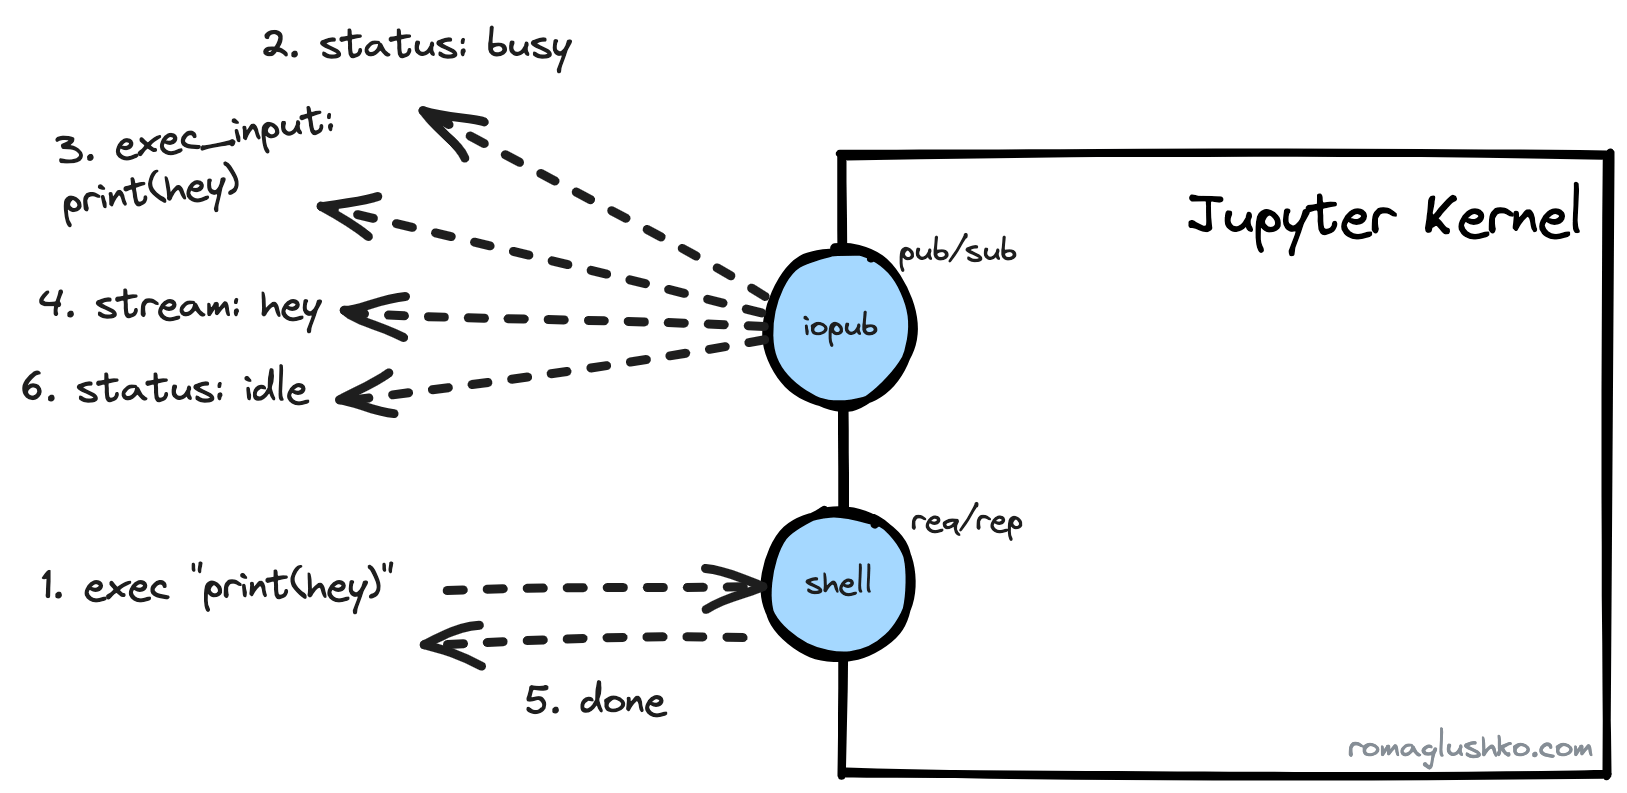 2. status: busy
3. exec_input:
print(hey)
Jupyter Kernel
pub/sub
4. stream: hey
iopub
6. status: idle
req/rep
1. exec "print(hey)"
shell
5. done
romaglushko.com